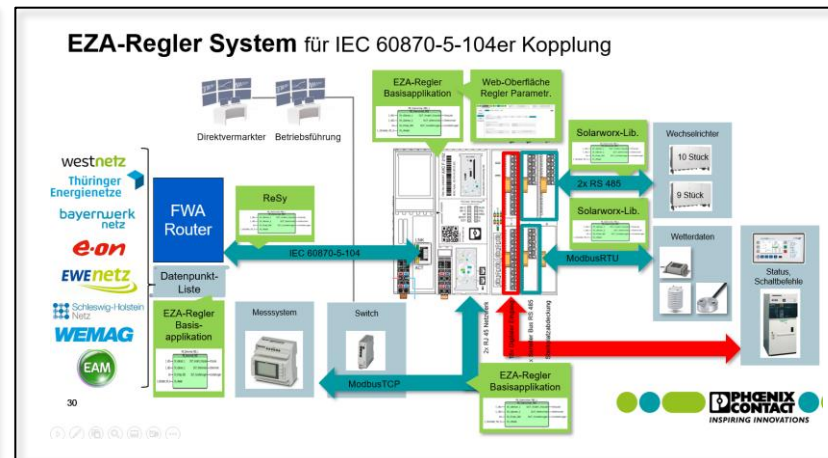 EZA-Regler System für IEC 60870-5-104er Kopplung
Direktvermarkter
Betriebsführung
EZA-Regler
Basisapplikation
Web-Oberfläche
Regler Parametr.
Solarworx-Lib.
Wechselrichter
10 Stück
9 Stück
2x RS 485
westnetz
Thüringer
Energienetze
bayerwerk
netz
e·on
EWE netz
Schleswig-Holstein
Netz
WEMAG
EAM
FWA
Router
ReSy
IEC 60870-5-104
Solarworx-Lib.
ModbusRTU
Wetterdaten
Status,
Schaltbefehle
Datenpunkt-
Liste
EZA-Regler
Basis-
applikation
Messsystem
Switch
ModbusTCP
2x RJ 45 Netzwerk
EZA-Regler
Basisapplikation
30
PHŒNIX
CONTACT
INSPIRING INNOVATIONS